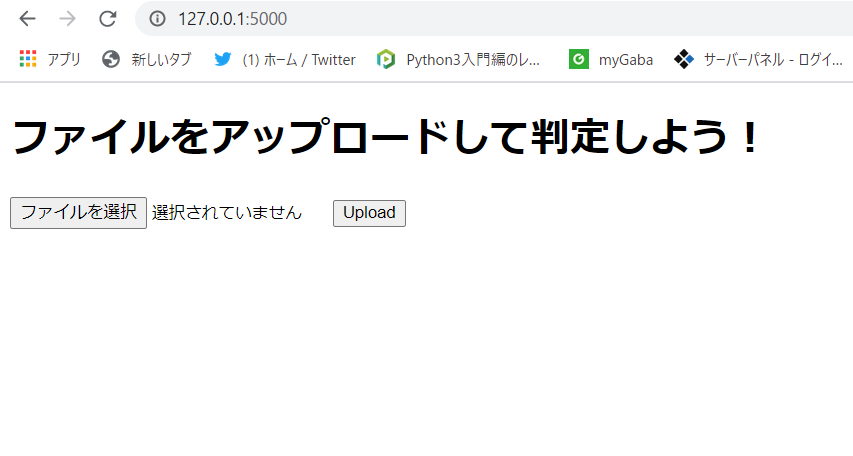 127.0.0.1:5000
アプリ 新しいタブ (1) ホーム / Twitter Python3入門編のレ... myGaba サーバーパネル - ログイ...
ファイルをアップロードして判定しよう！
ファイルを選択 選択されていません Upload